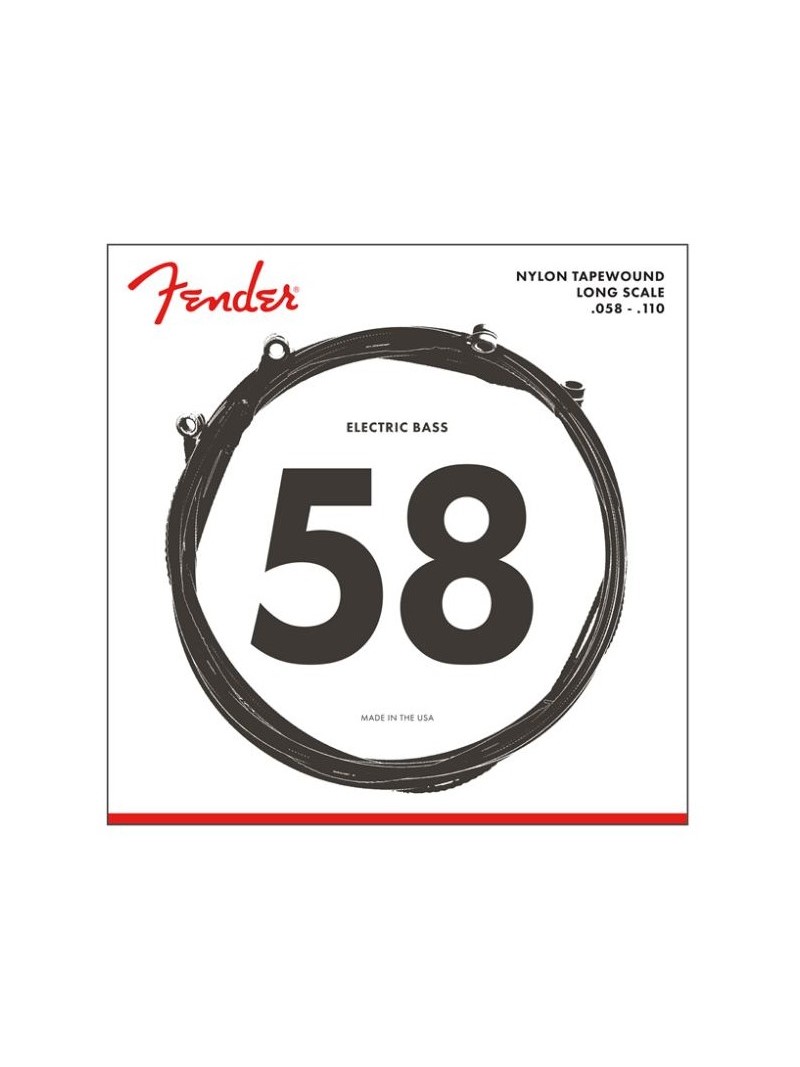 Fender®
NYLON TAPEWOUND
LONG SCALE
.058 - .110
ELECTRIC BASS
58
MADE IN THE USA